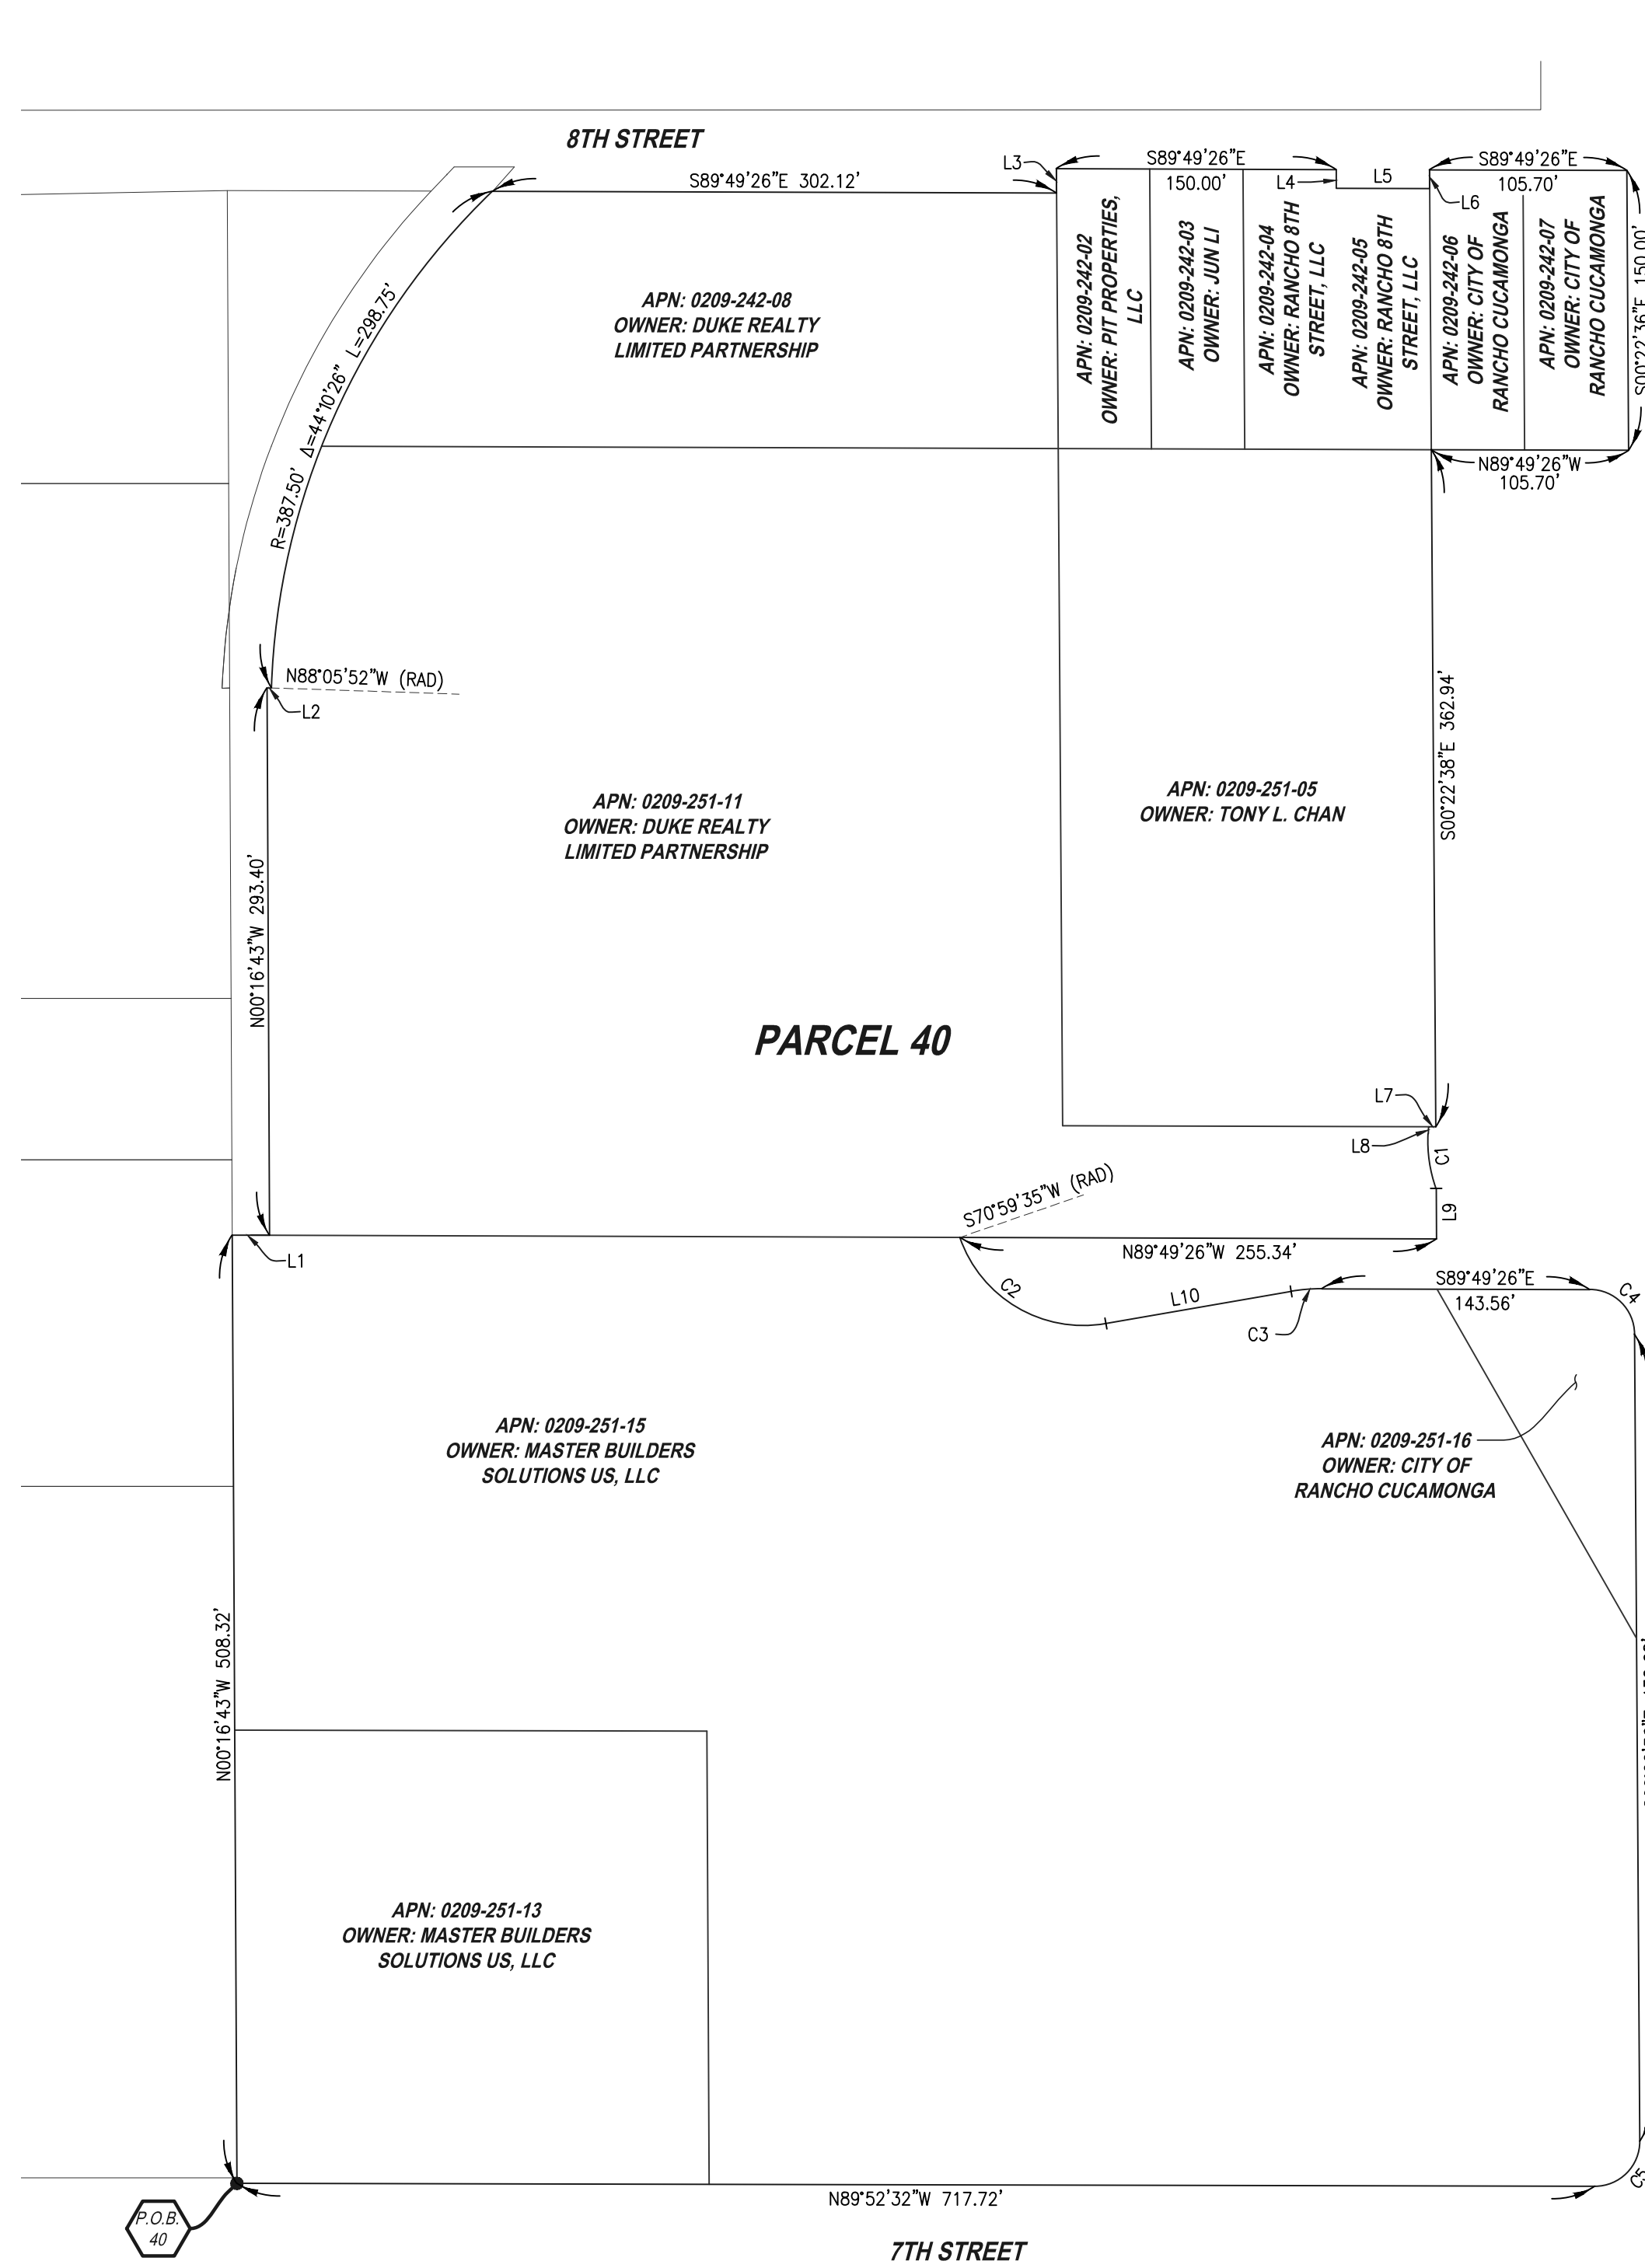 8TH STREET
L3
S89°49'26"E
150.00'
L4
L5
S89°49'26"E
105.70'
L6
S89°49'26"E 302.12'
S00°22'36"E 150.00'
APN: 0209-242-02
OWNER: PIT PROPERTIES,
LLC
APN: 0209-242-03
OWNER: JUN LI
APN: 0209-242-04
OWNER: RANCHO 8TH
STREET, LLC
APN: 0209-242-05
OWNER: RANCHO 8TH
STREET, LLC
APN: 0209-242-06
OWNER: CITY OF
RANCHO CUCAMONGA
APN: 0209-242-07
OWNER: CITY OF
RANCHO CUCAMONGA
APN: 0209-242-08
OWNER: DUKE REALTY
LIMITED PARTNERSHIP
R=387.50' Δ=44°10'26" L=298.75'
N89°49'26"W
105.70'
N88°05'52"W (RAD)
L2
S00°22'38"E 362.94'
APN: 0209-251-11
OWNER: DUKE REALTY
LIMITED PARTNERSHIP
APN: 0209-251-05
OWNER: TONY L. CHAN
N00°16'43"W 293.40'
PARCEL 40
L7
L8
C1
S70°59'35"W (RAD)
L9
L1
N89°49'26"W 255.34'
C2
L10
C3
S89°49'26"E
143.56'
C4
APN: 0209-251-15
OWNER: MASTER BUILDERS
SOLUTIONS US, LLC
APN: 0209-251-16
OWNER: CITY OF
RANCHO CUCAMONGA
N00°16'43"W 508.32'
APN: 0209-251-13
OWNER: MASTER BUILDERS
SOLUTIONS US, LLC
C5
N89°52'32"W 717.72'
P.O.B.
40
7TH STREET